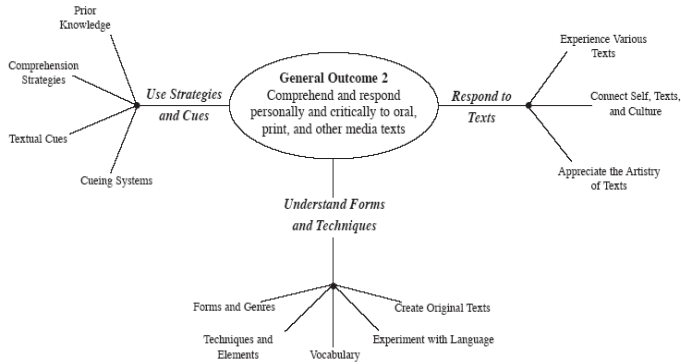 Prior
Knowledge
Comprehension
Strategies
Textual Cues
Cueing Systems
Use Strategies
and Cues
General Outcome 2
Comprehend and respond
personally and critically to oral,
print, and other media texts
Respond to
Texts
Experience Various
Texts
Connect Self, Texts,
and Culture
Appreciate the Artistry
of Texts
Understand Forms
and Techniques
Forms and Genres
Techniques and
Elements
Vocabulary
Experiment with Language
Create Original Texts